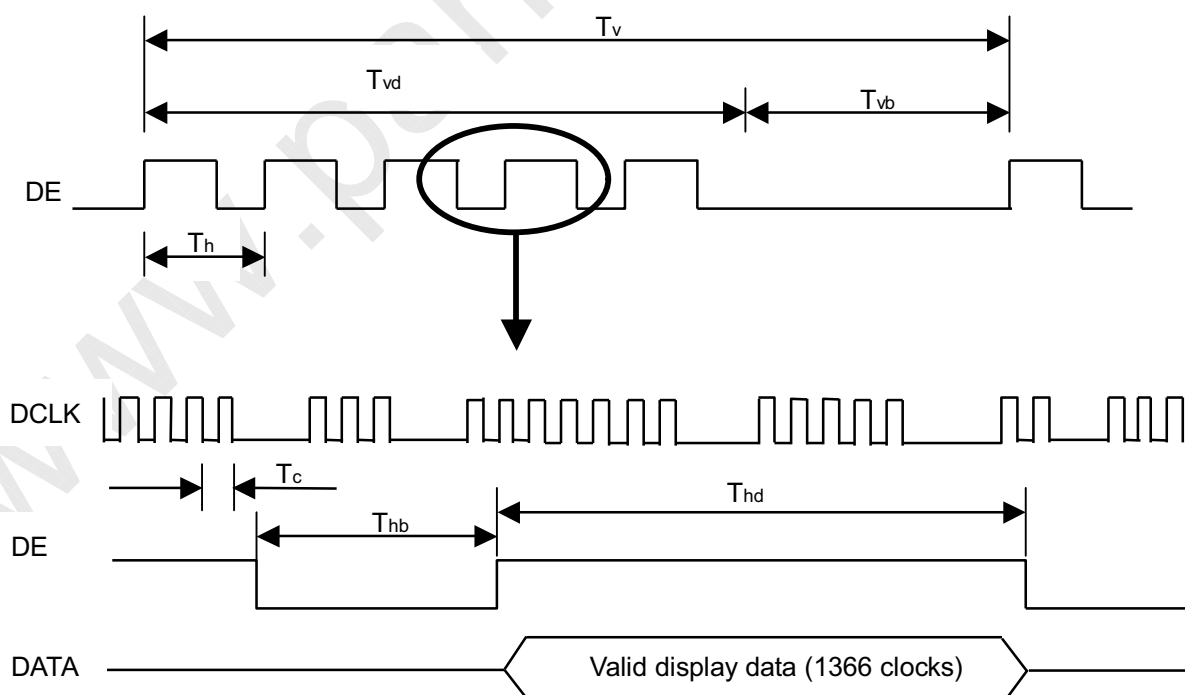 Tv
Tvd
Tvb
DE
Th
DCLK
Tc
Thd
Thb
DE
DATA Valid display data (1366 clocks)